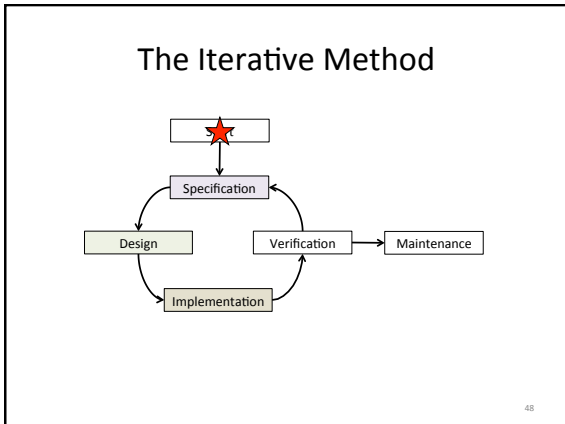 The Iterative Method
Specification
Design
Verification
Maintenance
Implementation
48